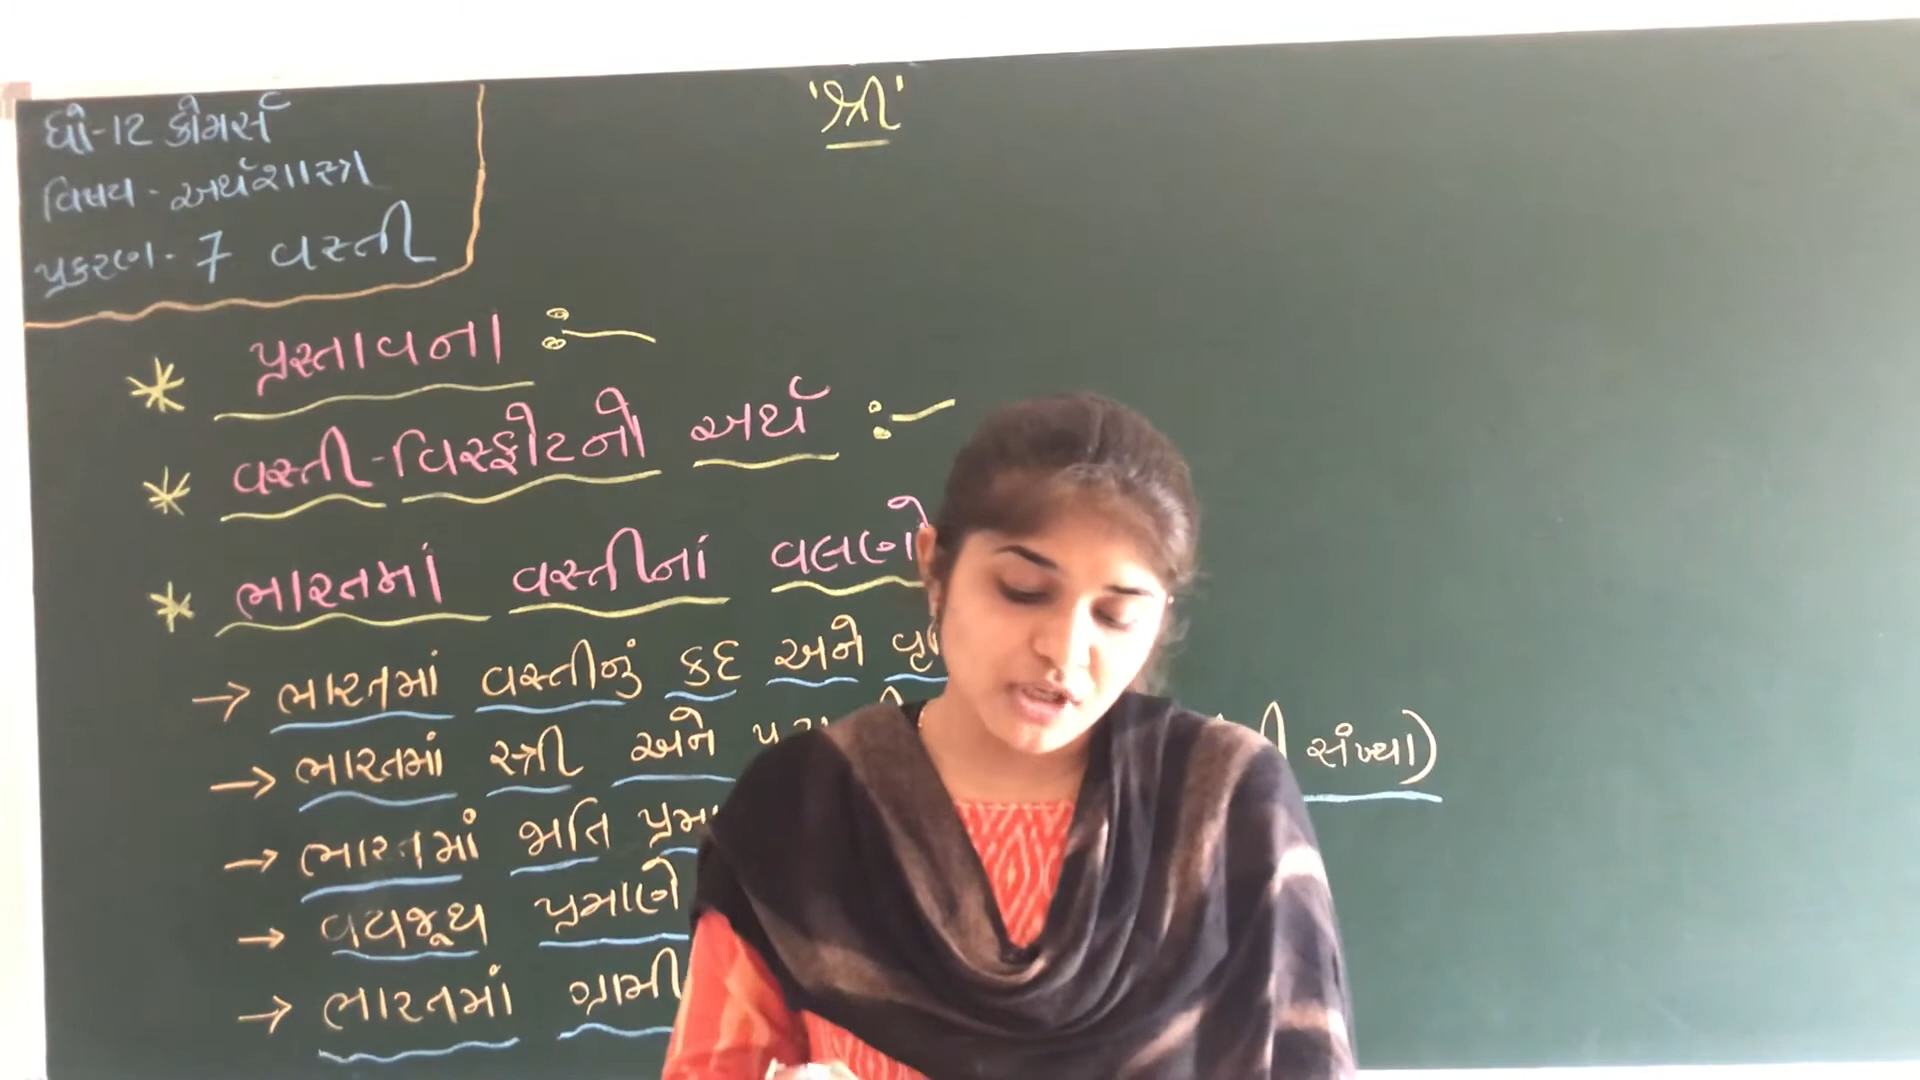 'શ્રી'
ધો-12 કોમર્સ
વિષય - અર્થશાસ્ત્ર
પ્રકરણ - 7 વસ્તી
* પ્રસ્તાવના :-
* વસ્તી-વિસ્ફોટનો અર્થ :-
* ભારતમાં વસ્તીનાં વલણો
→ ભારતમાં વસ્તીનું કદ અને
→ ભારતમાં સ્ત્રી અને સંખ્યા)
→ ભારતમાં જાતિ
→ વયજૂથ પ્રમાણે
→ ભારતમાં